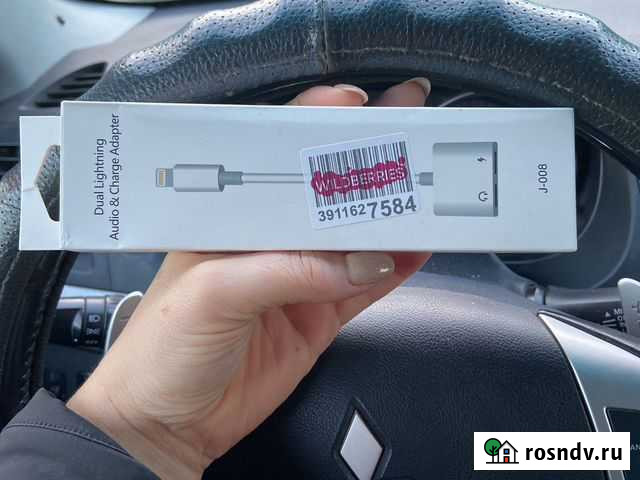 Dual Lightning
Audio & Charge Adapter
WILDBERRIES
3911627584
J-008
rosndv.ru